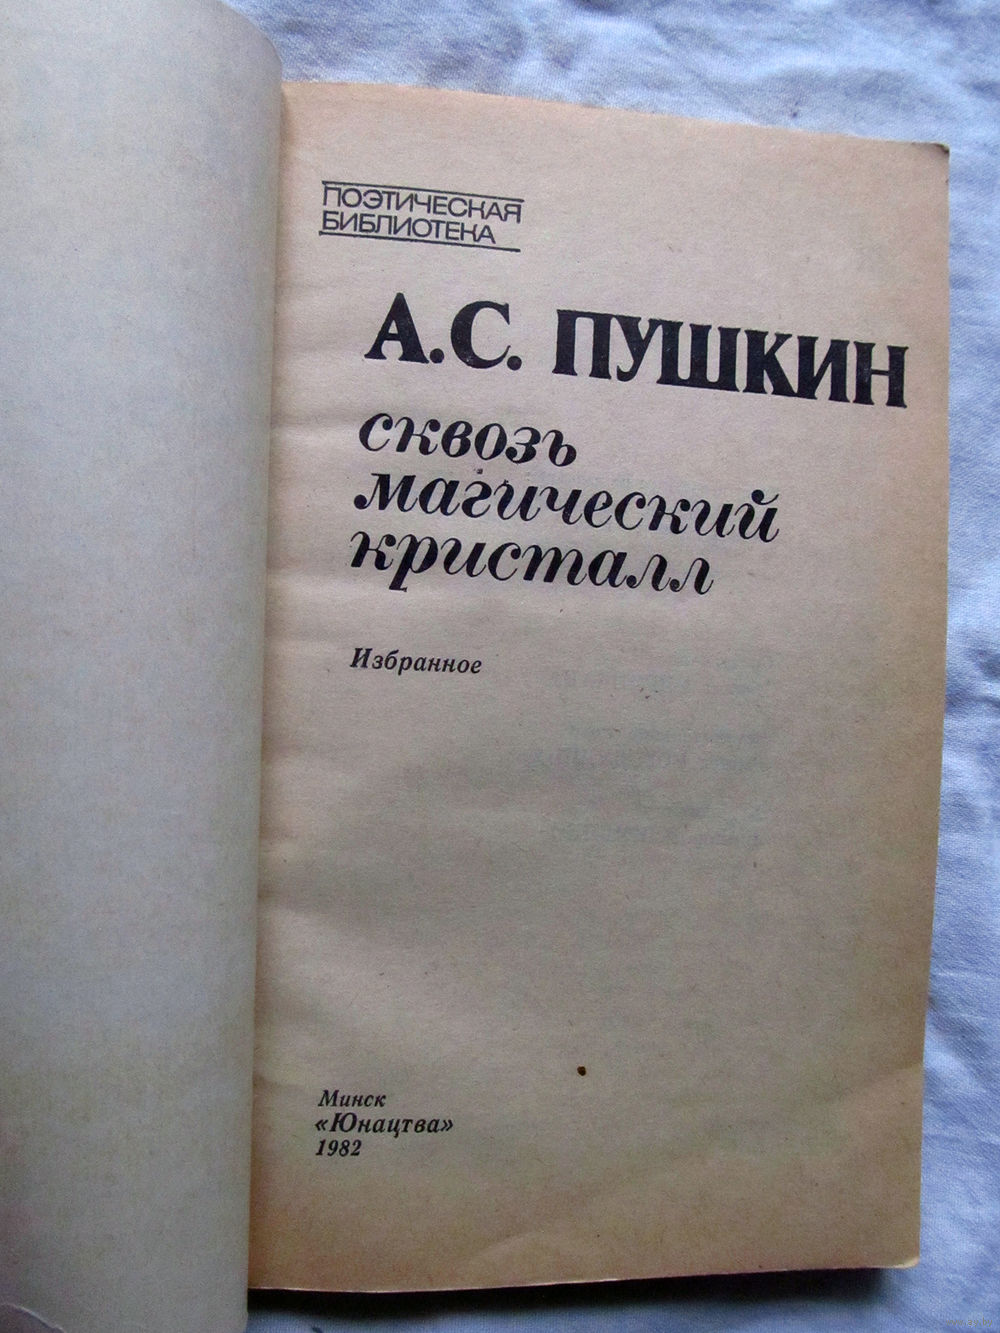 ПОЭТИЧЕСКАЯ
БИБЛИОТЕКА
А.С. ПУШКИН
сквозь
магический
кристалл
Избранное
Минск
«Юнацтва»
1982